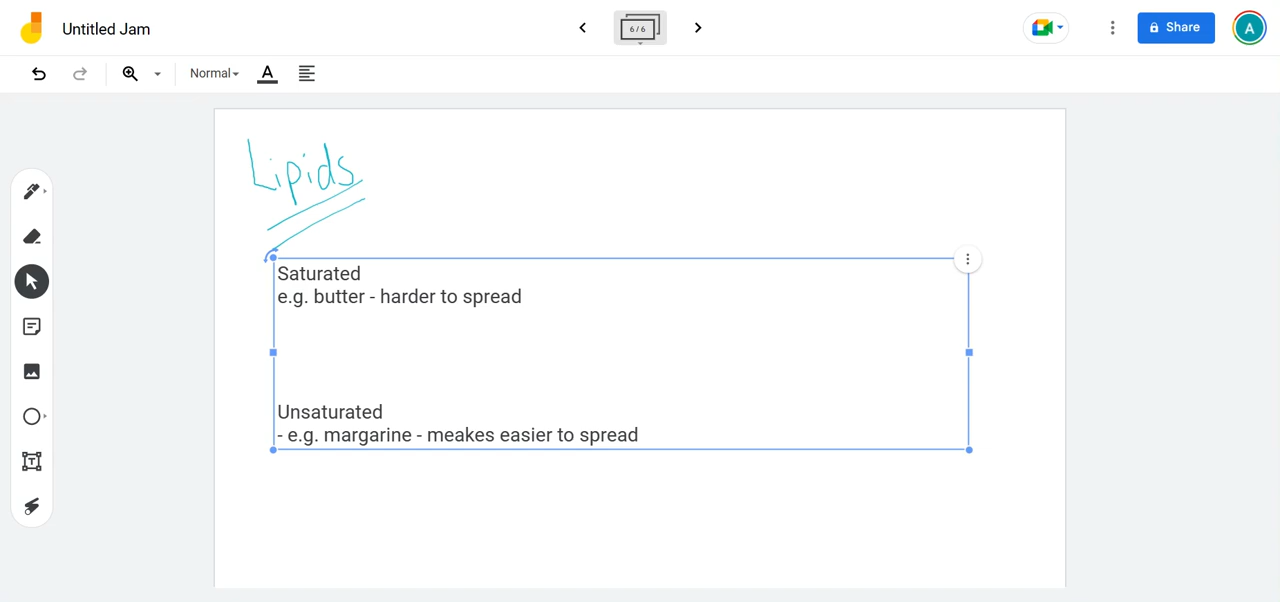 Untitled Jam
6/6
Share
A
Normal
A
Lipids
Saturated
e.g. butter - harder to spread
Unsaturated
- e.g. margarine - meakes easier to spread